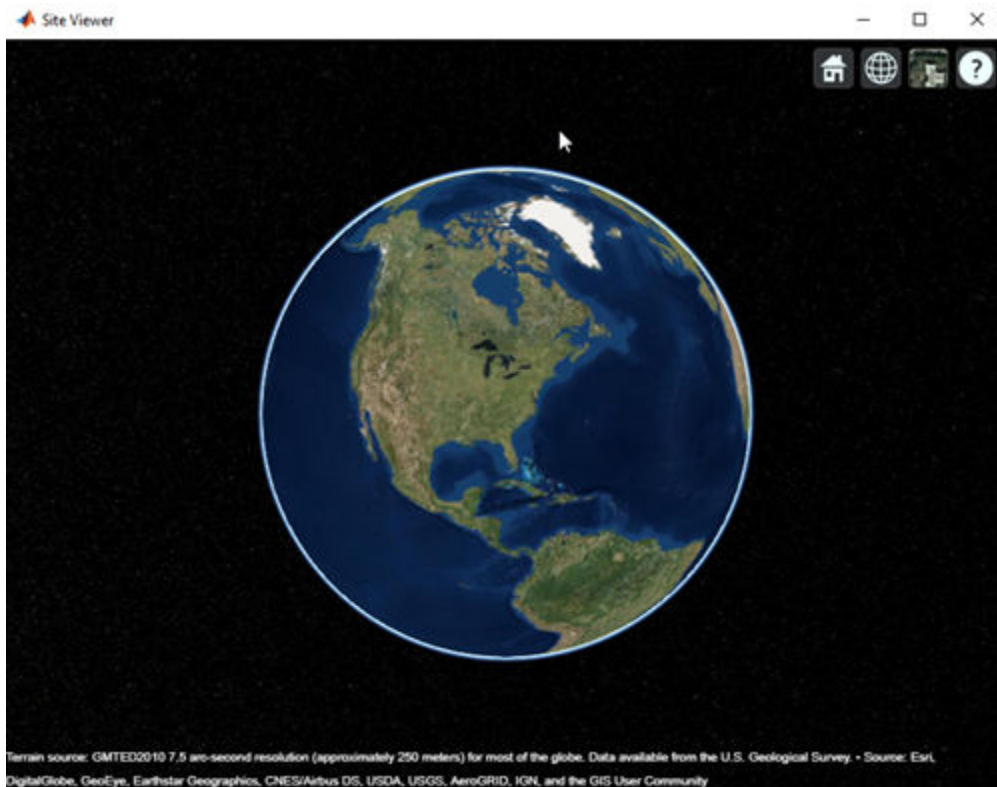 Site Viewer
?
Terrain source: GMTED2010 7.5 arc-second resolution (approximately 250 meters) for most of the globe. Data available from the U.S. Geological Survey. • Source: Esri,
DigitalGlobe, GeoEye, Earthstar Geographics, CNES/Airbus DS, USDA, USGS, AeroGRID, IGN, and the GIS User Community